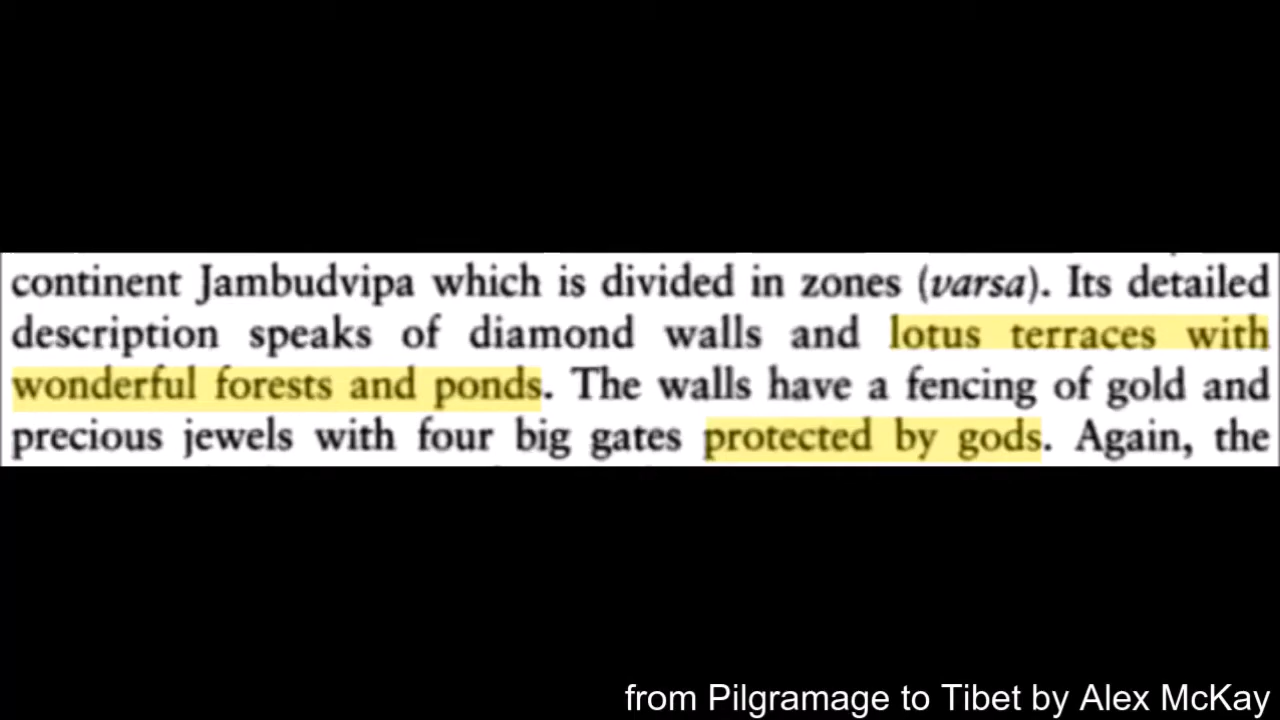 continent Jambudvipa which is divided in zones (varsa). Its detailed
description speaks of diamond walls and lotus terraces with
wonderful forests and ponds. The walls have a fencing of gold and
precious jewels with four big gates protected by gods. Again, the
from Pilgramage to Tibet by Alex McKay